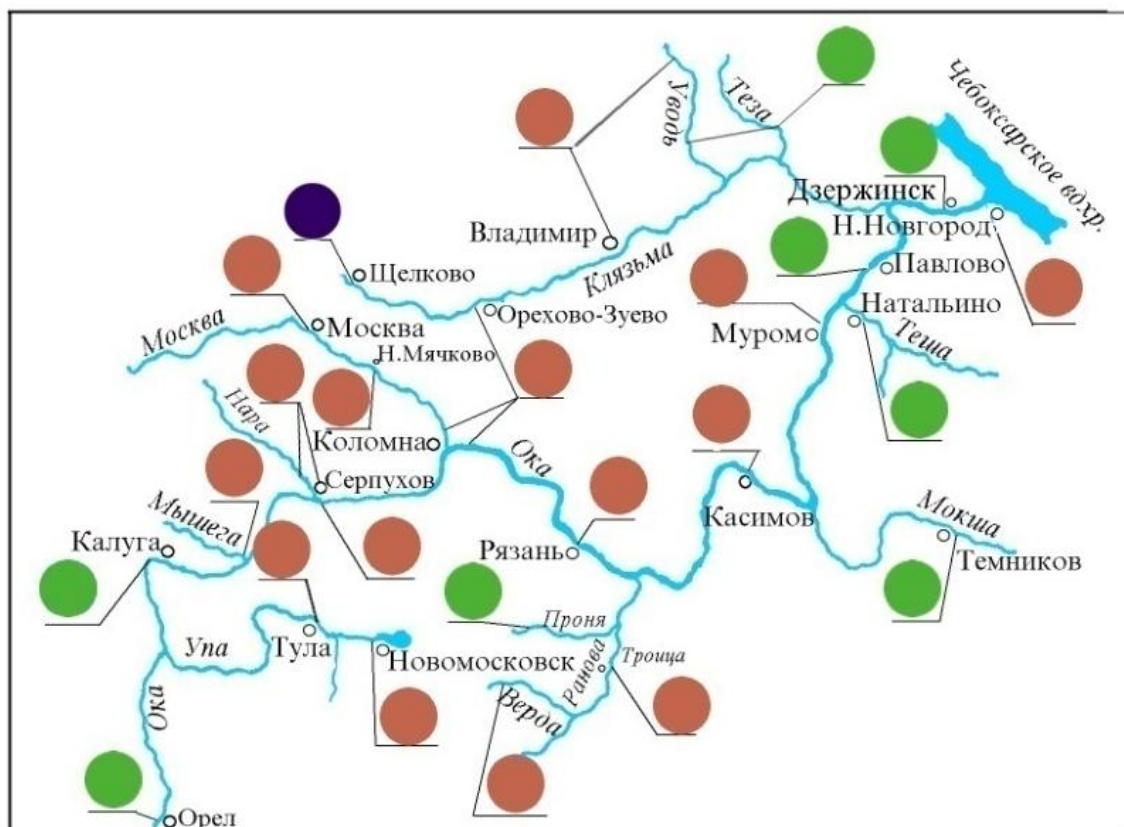 Уводь
Теза
Чебоксарское вдхр.
Дзержинск
Владимир
Н.Новгород
Щелково
Клязьма
Павлово
Москва
Москва
Орехово-Зуево
Натальино
Муром
Теша
Н.Мячково
Нара
Коломна
Ока
Серпухов
Мышега
Касимов
Мокша
Калуга
Рязань
Темников
Проня
Упа
Тула
Новомосковск
Ранова
Троица
Верда
Ока
Орел